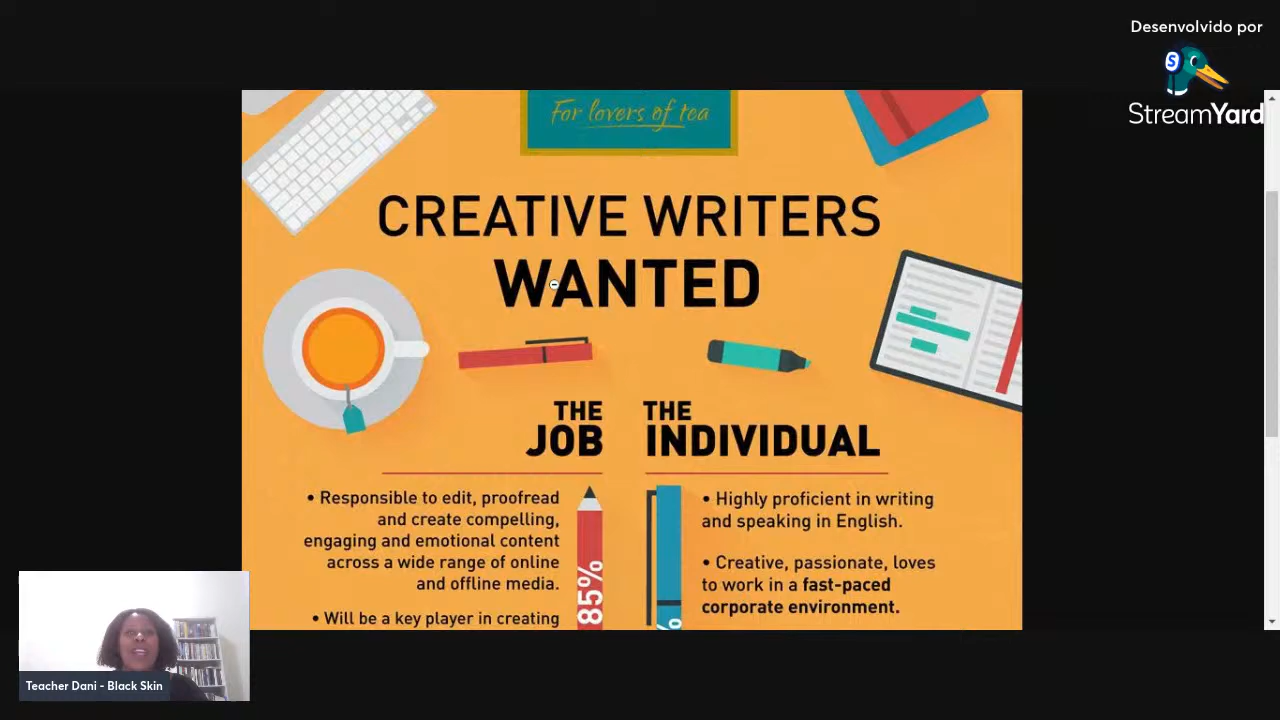 Desenvolvido por
S
StreamYard
For lovers of tea
CREATIVE WRITERS
WANTED
THE
JOB
• Responsible to edit, proofread
and create compelling,
engaging and emotional content
across a wide range of online
and offline media.
• Will be a key player in creating
85%
THE
INDIVIDUAL
• Highly proficient in writing
and speaking in English.
• Creative, passionate, loves
to work in a fast-paced
corporate environment.
%
Teacher Dani - Black Skin